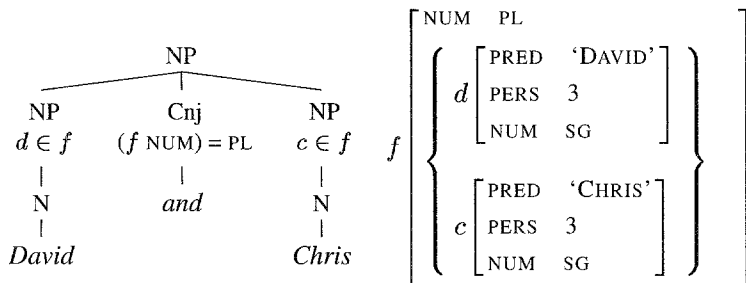 NP
NP Cnj NP
d ∈ f (f NUM) = PL c ∈ f
N and N
David Chris
f
NUM PL
d
PRED ‘DAVID’
PERS 3
NUM SG
c
PRED ‘CHRIS’
PERS 3
NUM SG